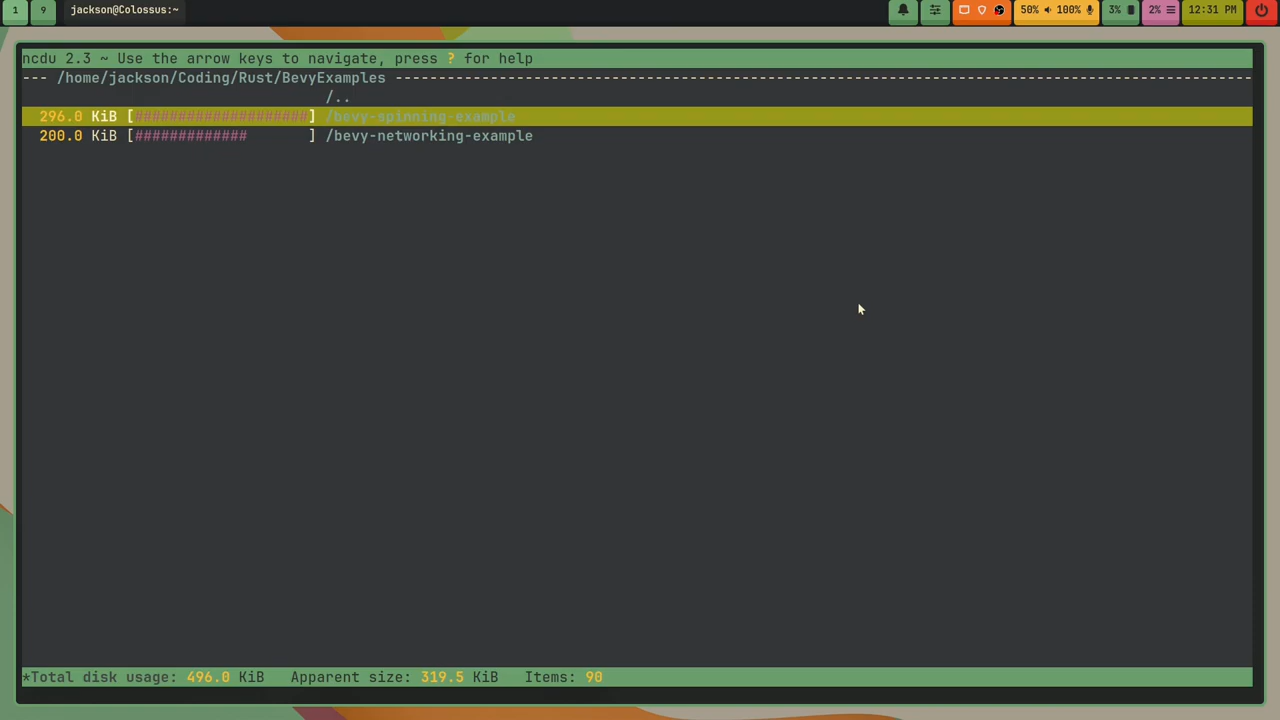 1 9 jackson@Colossus:~ 50% 100% 3% 2% 12:31 PM
ncdu 2.3 ~ Use the arrow keys to navigate, press ? for help
--- /home/jackson/Coding/Rust/BevyExamples ---------------------------------------------------------------------------------------------------
/..
296.0 KiB [####################] /bevy-spinning-example
200.0 KiB [#############       ] /bevy-networking-example
*Total disk usage: 496.0 KiB   Apparent size: 319.5 KiB   Items: 90